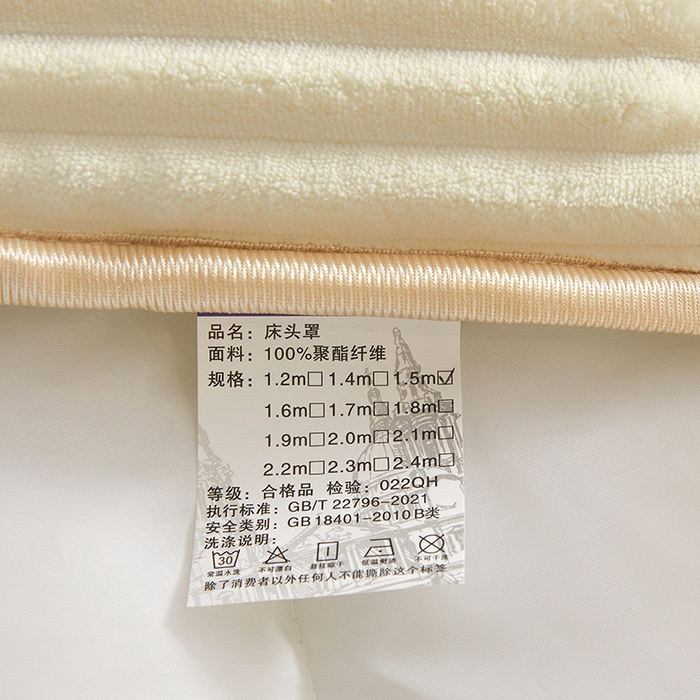 品名：床头罩
面料：100%聚酯纤维
规格：1.2m□ 1.4m□ 1.5m☑
1.6m□ 1.7m□ 1.8m□
1.9m□ 2.0m□ 2.1m□
2.2m□ 2.3m□ 2.4m□
等级：合格品 检验：022QH
执行标准：GB/T 22796-2021
安全类别：GB 18401-2010 B类
洗涤说明：
30
常温水洗 不可漂白 悬挂晾干 低温熨烫 不可干洗
除了消费者以外任何人不能撕除这个标签